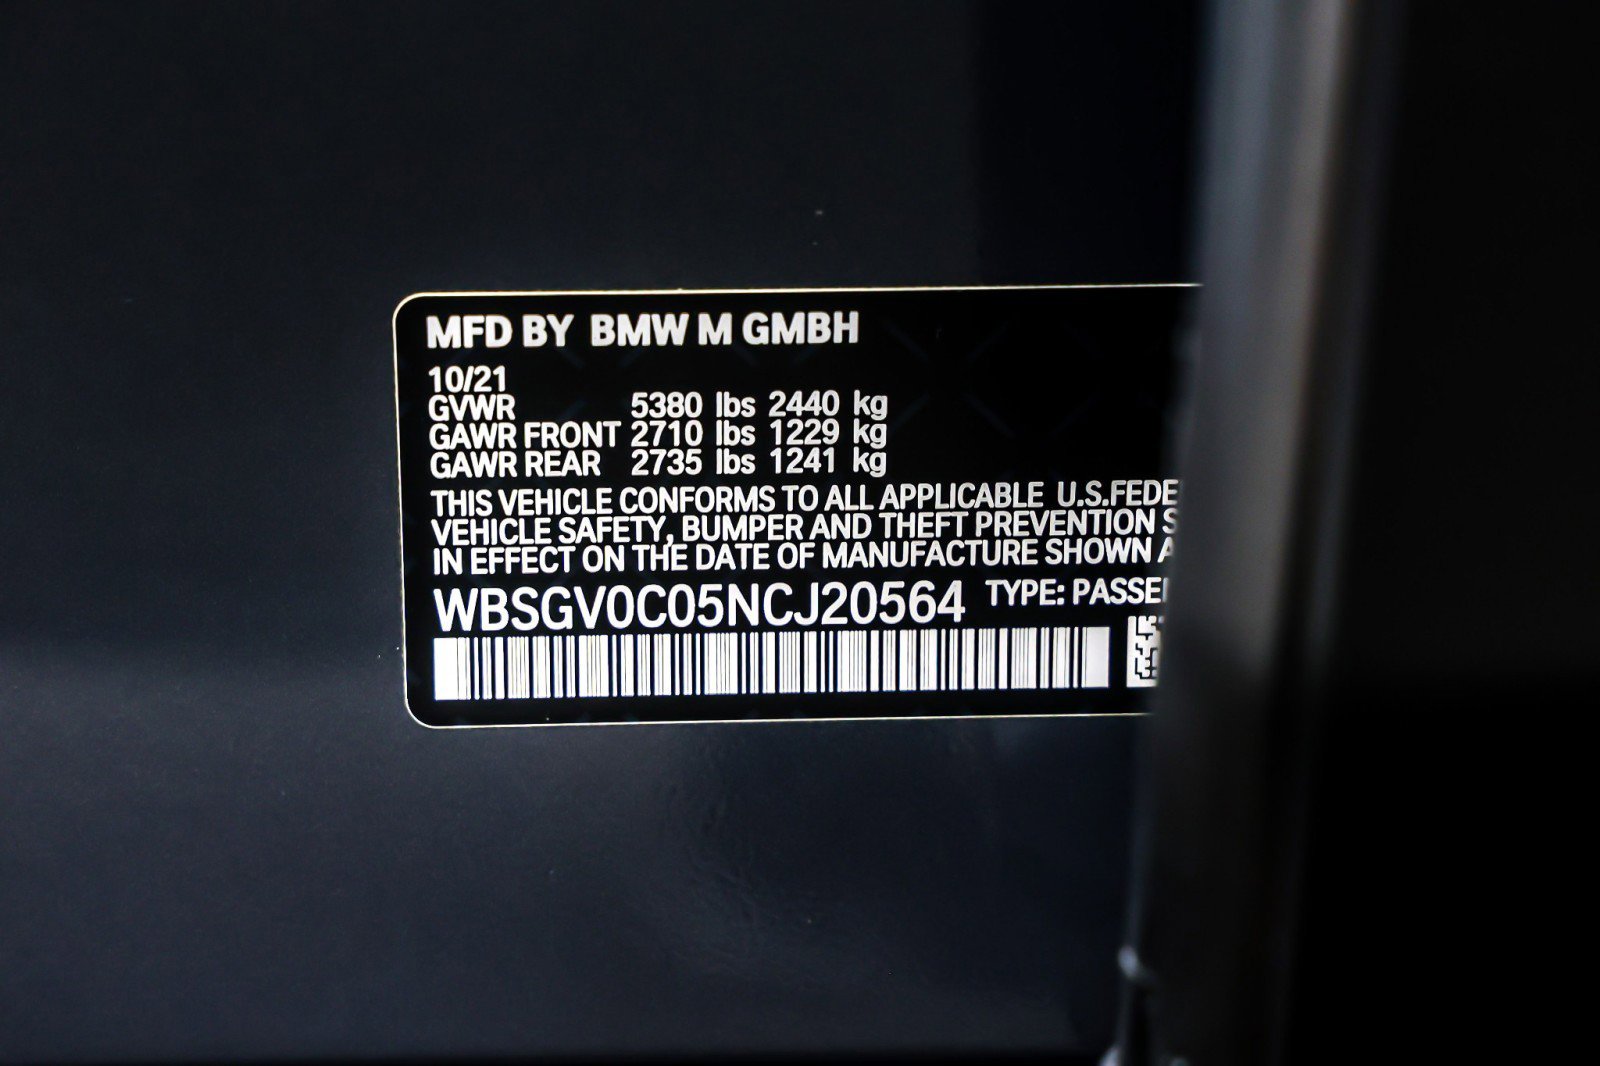 MFD BY BMW M GMBH
10/21
GVWR 5380 lbs 2440 kg
GAWR FRONT 2710 lbs 1229 kg
GAWR REAR 2735 lbs 1241 kg
THIS VEHICLE CONFORMS TO ALL APPLICABLE U.S.FEDE
VEHICLE SAFETY, BUMPER AND THEFT PREVENTION S
IN EFFECT ON THE DATE OF MANUFACTURE SHOWN A
WBSGV0C05NCJ20564 TYPE: PASSE